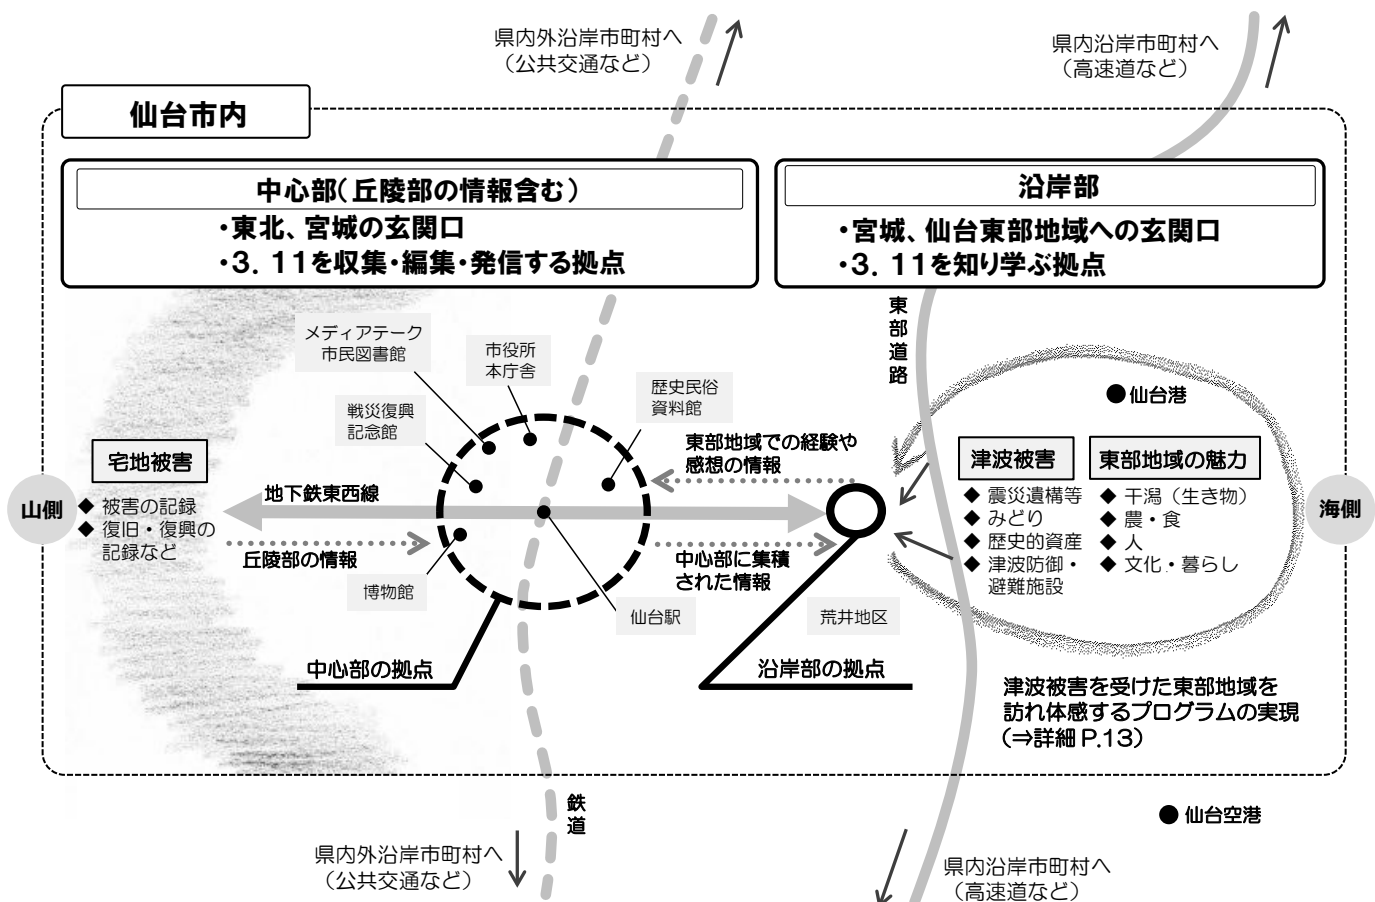 県内外沿岸市町村へ
（公共交通など）
県内沿岸市町村へ
（高速道など）
仙台市内
中心部（丘陵部の情報含む）
・東北、宮城の玄関口
・３．１１を収集・編集・発信する拠点
沿岸部
・宮城、仙台東部地域への玄関口
・３．１１を知り学ぶ拠点
東部道路
メディアテーク
市民図書館
市役所
本庁舎
歴史民俗
資料館
戦災復興
記念館
仙台港
宅地被害
東部地域での経験や
感想の情報
津波被害
東部地域の魅力
山側
◆ 被害の記録
◆ 復旧・復興の
記録など
地下鉄東西線
◆ 震災遺構等
◆ みどり
◆ 歴史的資産
◆ 津波防御・
避難施設
◆ 干潟（生き物）
◆ 農・食
◆ 人
◆ 文化・暮らし
海側
丘陵部の情報
中心部に集積
された情報
博物館
仙台駅
荒井地区
中心部の拠点
沿岸部の拠点
津波被害を受けた東部地域を
訪れ体感するプログラムの実現
（⇒詳細 P.13）
鉄道
仙台空港
県内外沿岸市町村へ
（公共交通など）
県内沿岸市町村へ
（高速道など）